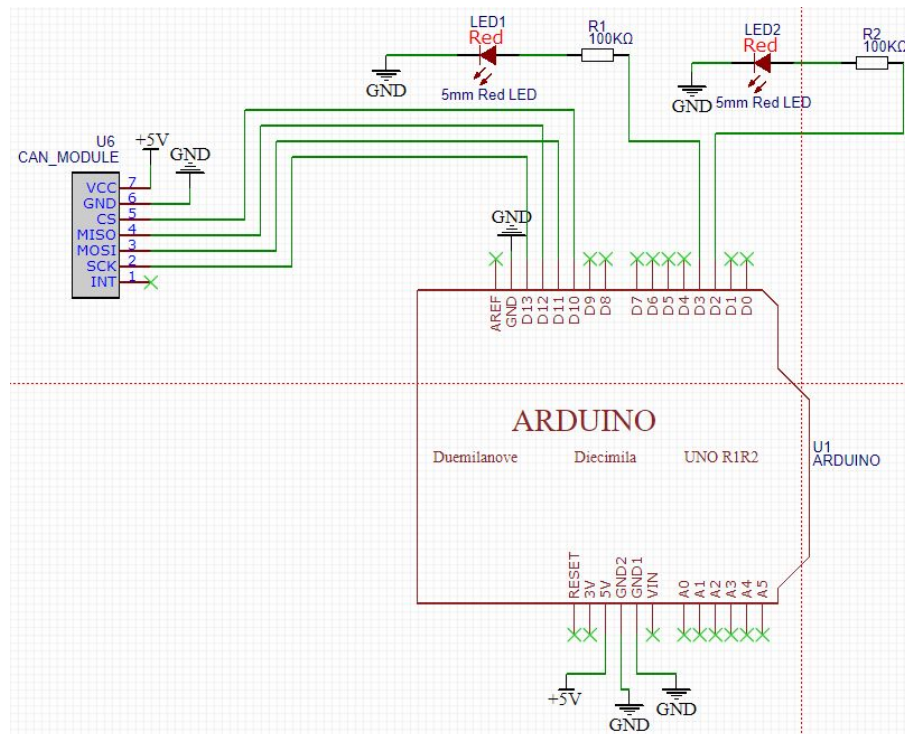 LED1
Red
5mm Red LED
GND
R1
100KΩ
LED2
Red
5mm Red LED
GND
R2
100KΩ
U6
CAN_MODULE
+5V
GND
VCC 7
GND 6
CS 5
MISO 4
MOSI 3
SCK 2
INT 1
GND
AREF
GND
D13
D12
D11
D10
D9
D8
D7
D6
D5
D4
D3
D2
D1
D0
ARDUINO
Duemilanove Diecimila UNO R1R2
U1
ARDUINO
RESET
3V
5V
GND2
GND1
VIN
A0
A1
A2
A3
A4
A5
+5V
GND
GND